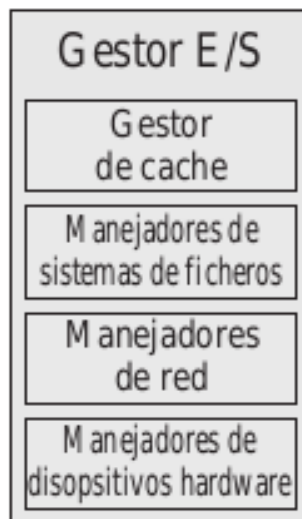 Gestor E/S
Gestor
de cache
Manejadores de
sistemas de ficheros
Manejadores
de red
Manejadores de
disopsitivos hardware